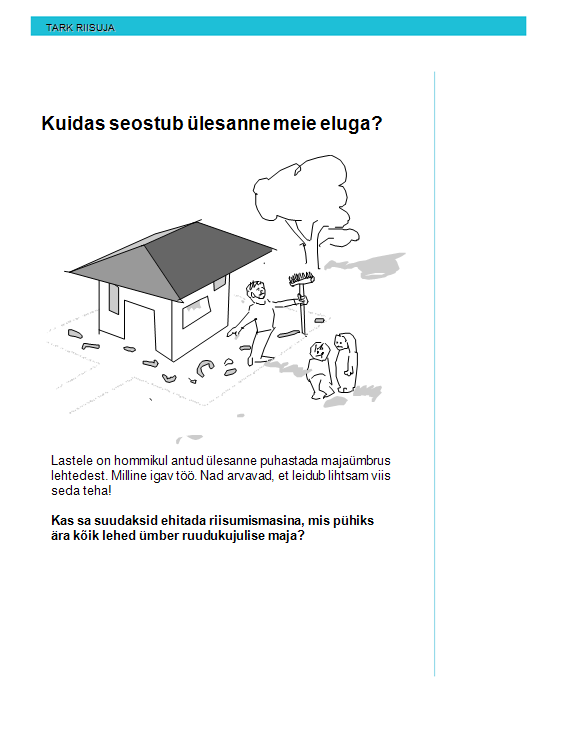 TARK RIISUJA
Kuidas seostub ülesanne meie eluga?
Lastele on hommikul antud ülesanne puhastada majaümbrus
lehtedest. Milline igav töö. Nad arvavad, et leidub lihtsam viis
seda teha!
Kas sa suudaksid ehitada riisumismasina, mis pühiks
ära kõik lehed ümber ruudukujulise maja?